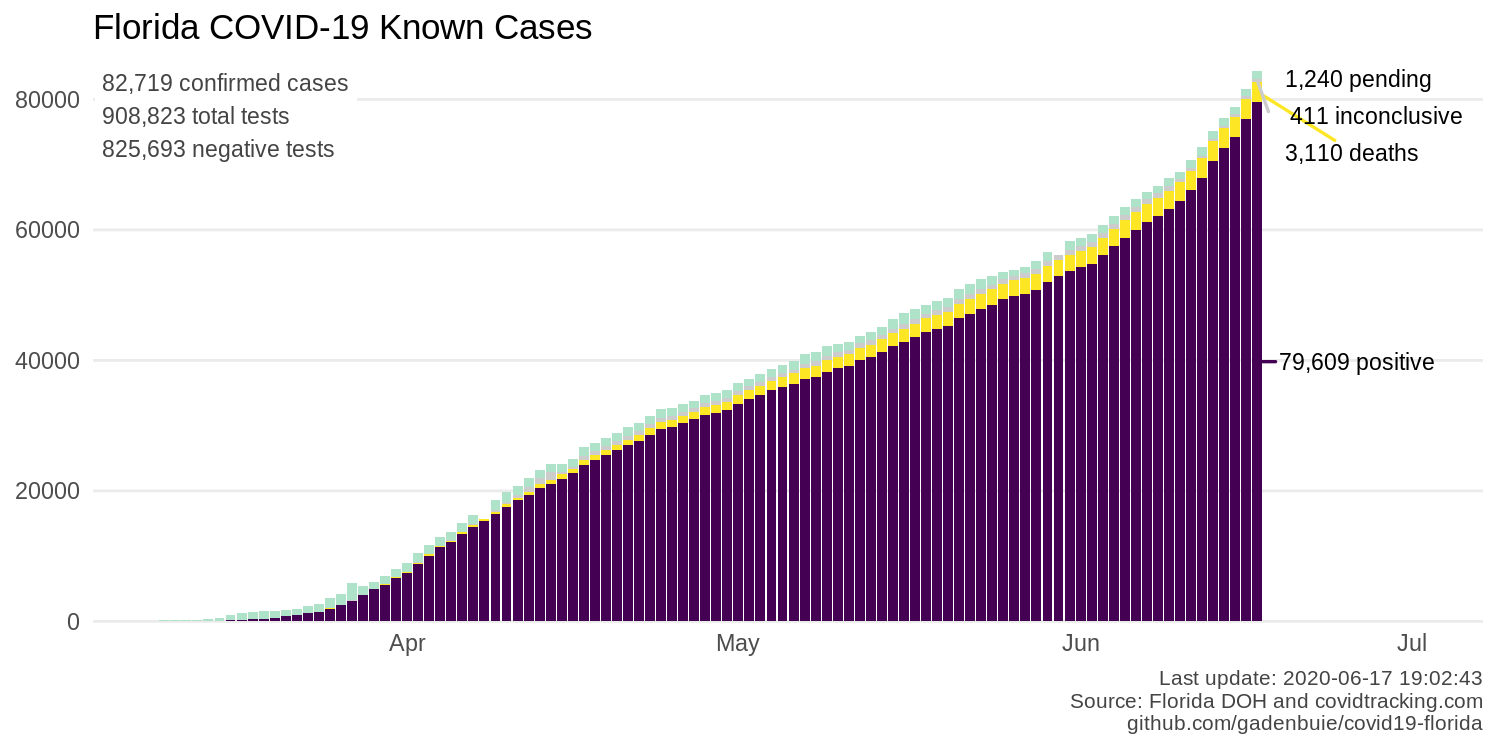 Florida COVID-19 Known Cases
82,719 confirmed cases
908,823 total tests
825,693 negative tests
1,240 pending
411 inconclusive
3,110 deaths
79,609 positive
80000
60000
40000
20000
0
Apr
May
Jun
Jul
Last update: 2020-06-17 19:02:43
Source: Florida DOH and covidtracking.com
github.com/gadenbuie/covid19-florida